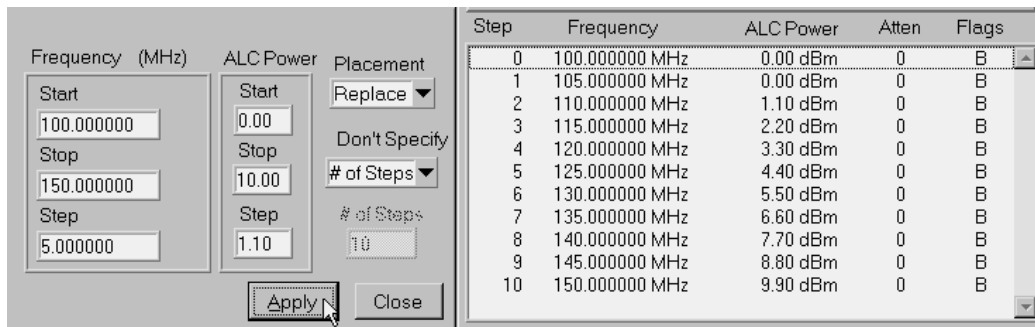 Frequency (MHz)
Start
100.000000
Stop
150.000000
Step
5.000000
ALC Power
Start
0.00
Stop
10.00
Step
1.10
Placement
Replace
Don't Specify
# of Steps
# of Steps
10
Apply
Close
Step Frequency ALC Power Atten Flags
0 100.000000 MHz 0.00 dBm 0 B
1 105.000000 MHz 0.00 dBm 0 B
2 110.000000 MHz 1.10 dBm 0 B
3 115.000000 MHz 2.20 dBm 0 B
4 120.000000 MHz 3.30 dBm 0 B
5 125.000000 MHz 4.40 dBm 0 B
6 130.000000 MHz 5.50 dBm 0 B
7 135.000000 MHz 6.60 dBm 0 B
8 140.000000 MHz 7.70 dBm 0 B
9 145.000000 MHz 8.80 dBm 0 B
10 150.000000 MHz 9.90 dBm 0 B